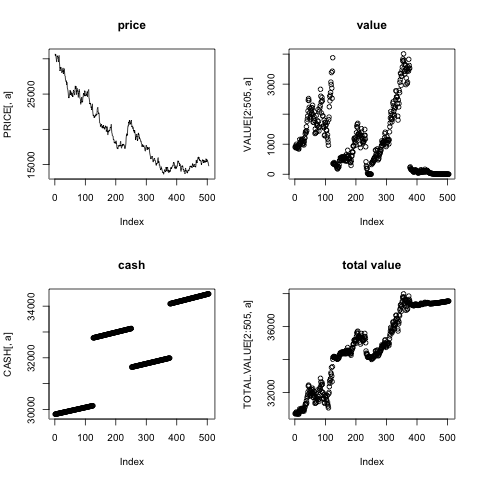 price
PRICE[, a]
15000
25000
0
100
200
300
400
500
Index
value
VALUE[2:505, a]
0
1000
3000
0
100
200
300
400
500
Index
cash
CASH[, a]
30000
32000
34000
0
100
200
300
400
500
Index
total value
TOTAL.VALUE[2:505, a]
32000
36000
0
100
200
300
400
500
Index